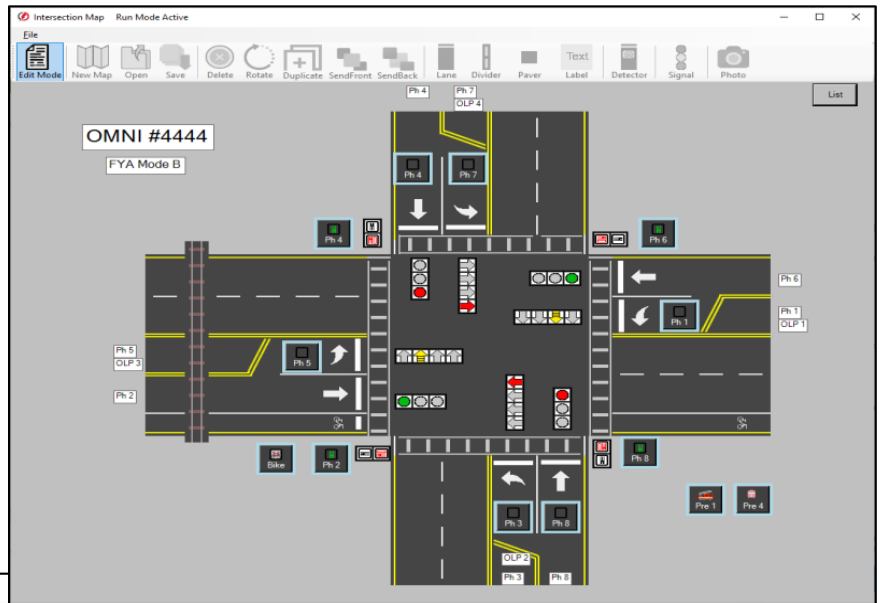 Intersection Map Run Mode Active
File
Edit Mode New Map Open Save Delete Rotate Duplicate SendFront SendBack Lane Divider Paver Label Detector Signal Photo
Text
List
Ph 4 Ph 7
OLP 4
OMNI #4444
FYA Mode B
Ph 4 Ph 7
Ph 4 Ph 6
Ph 6
Ph 1
OLP 1
Ph 1
Ph 5
OLP 3
Ph 5
Ph 2
Bike Ph 2 Ph 8
Pre 1 Pre 4
Ph 3 Ph 8
OLP 2
Ph 3 Ph 8